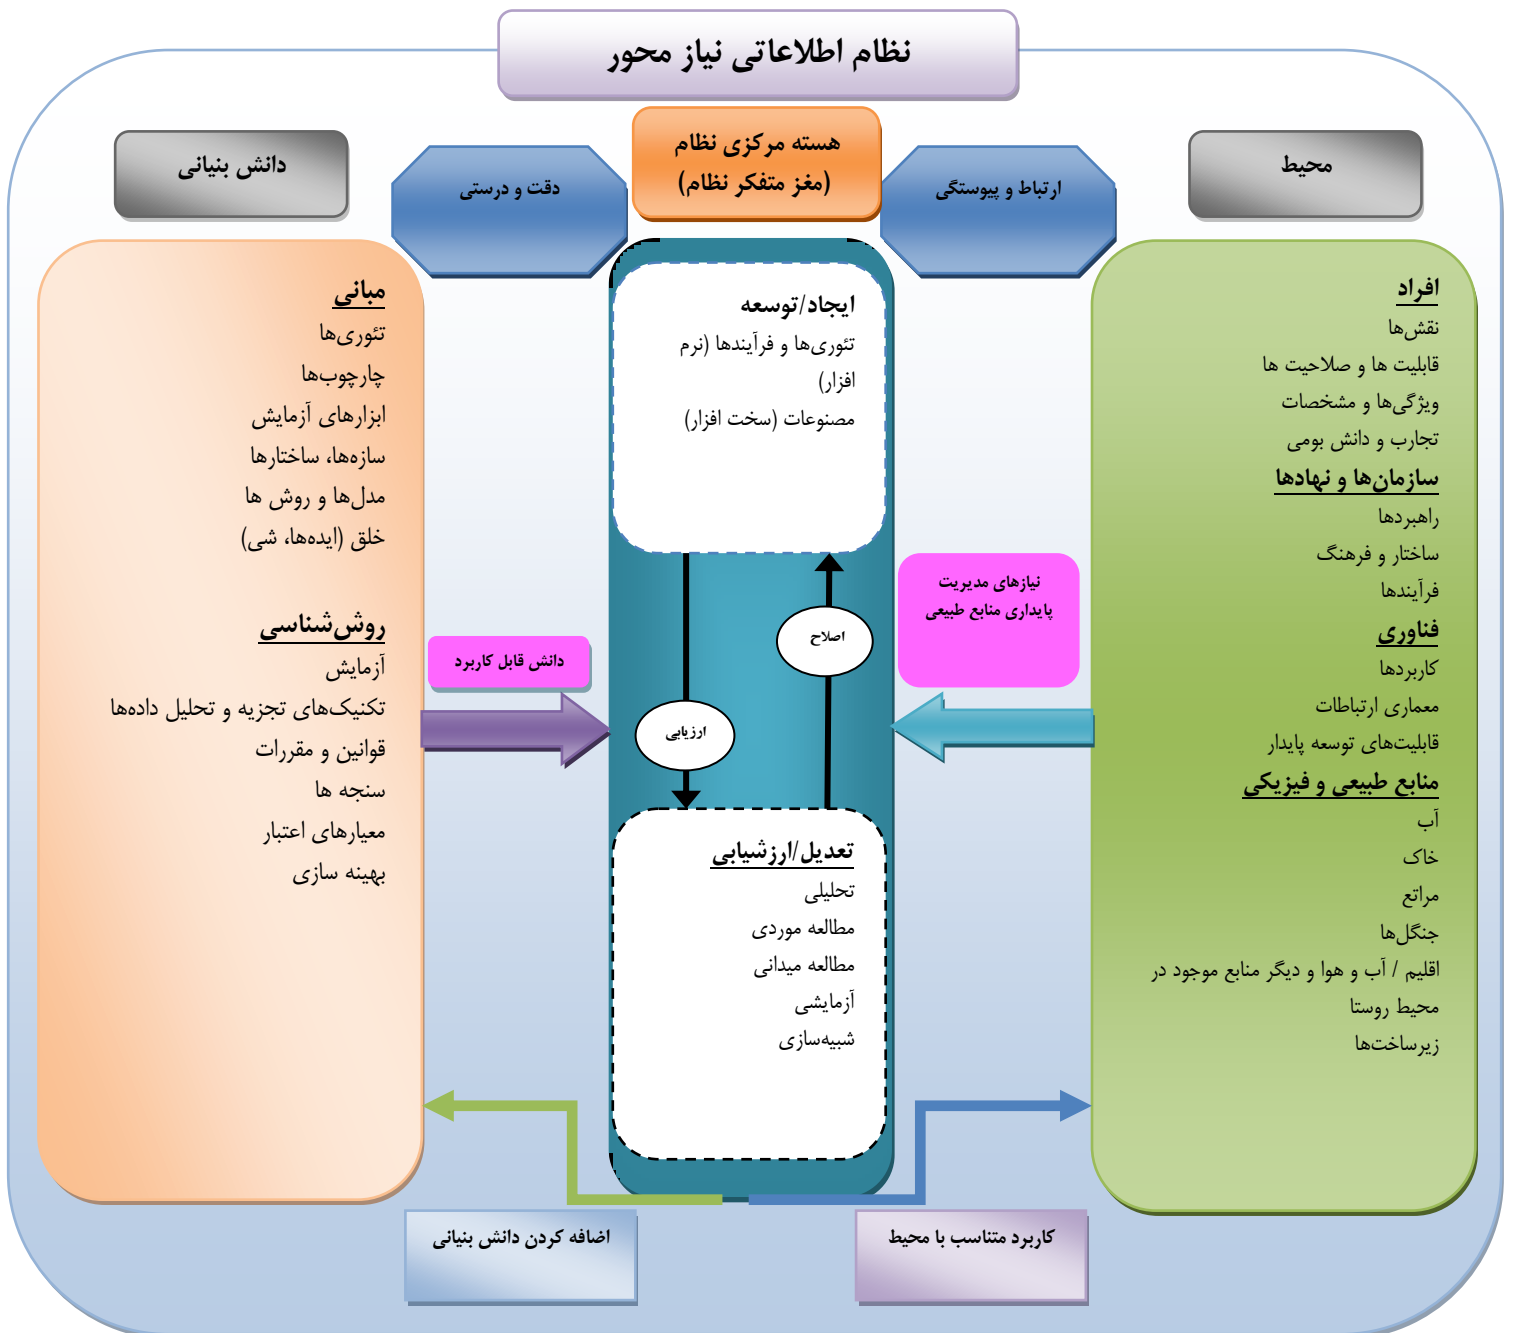 نظام اطلاعاتی نیاز محور
محیط
ارتباط و پیوستگی
هسته مرکزی نظام
(مغز متفکر نظام)
دقت و درستی
دانش بنیانی
افراد
نقش‌ها
قابلیت ها و صلاحیت ها
ویژگی‌ها و مشخصات
تجارب و دانش بومی
سازمان‌ها و نهادها
راهبردها
ساختار و فرهنگ
فرآیندها
فناوری
کاربردها
معماری ارتباطات
قابلیت‌های توسعه پایدار
منابع طبیعی و فیزیکی
آب
خاک
مراتع
جنگل‌ها
اقلیم / آب و هوا و دیگر منابع موجود در
محیط روستا
زیرساخت‌ها
نیازهای مدیریت
پایداری منابع طبیعی
ایجاد/توسعه
تئوری‌ها و فرآیندها (نرم
افزار)
مصنوعات (سخت افزار)
اصلاح
ارزیابی
تعدیل/ارزشیابی
تحلیلی
مطالعه موردی
مطالعه میدانی
آزمایشی
شبیه‌سازی
دانش قابل کاربرد
مبانی
تئوری‌ها
چارچوب‌ها
ابزارهای آزمایش
سازه‌ها، ساختارها
مدل‌ها و روش ها
خلق (ایده‌ها، شی)
روش‌شناسی
آزمایش
تکنیک‌های تجزیه و تحلیل داده‌ها
قوانین و مقررات
سنجه ها
معیارهای اعتبار
بهینه سازی
کاربرد متناسب با محیط
اضافه کردن دانش بنیانی